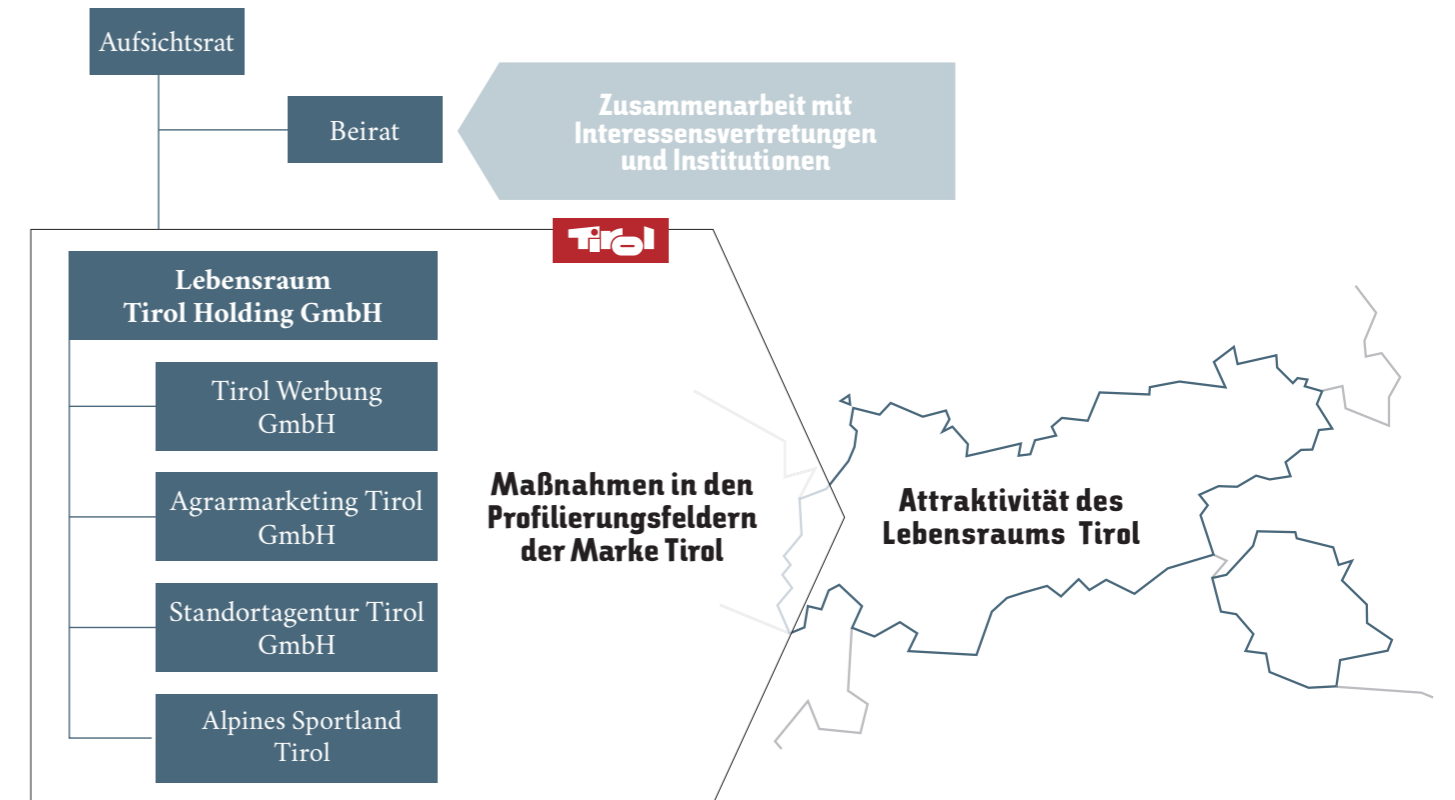 Aufsichtsrat
Beirat
Zusammenarbeit mit
Interessensvertretungen
und Institutionen
Tirol
Lebensraum
Tirol Holding GmbH
Tirol Werbung
GmbH
Agrarmarketing Tirol
GmbH
Standortagentur Tirol
GmbH
Alpines Sportland
Tirol
Maßnahmen in den
Profilierungsfeldern
der Marke Tirol
Attraktivität des
Lebensraums Tirol